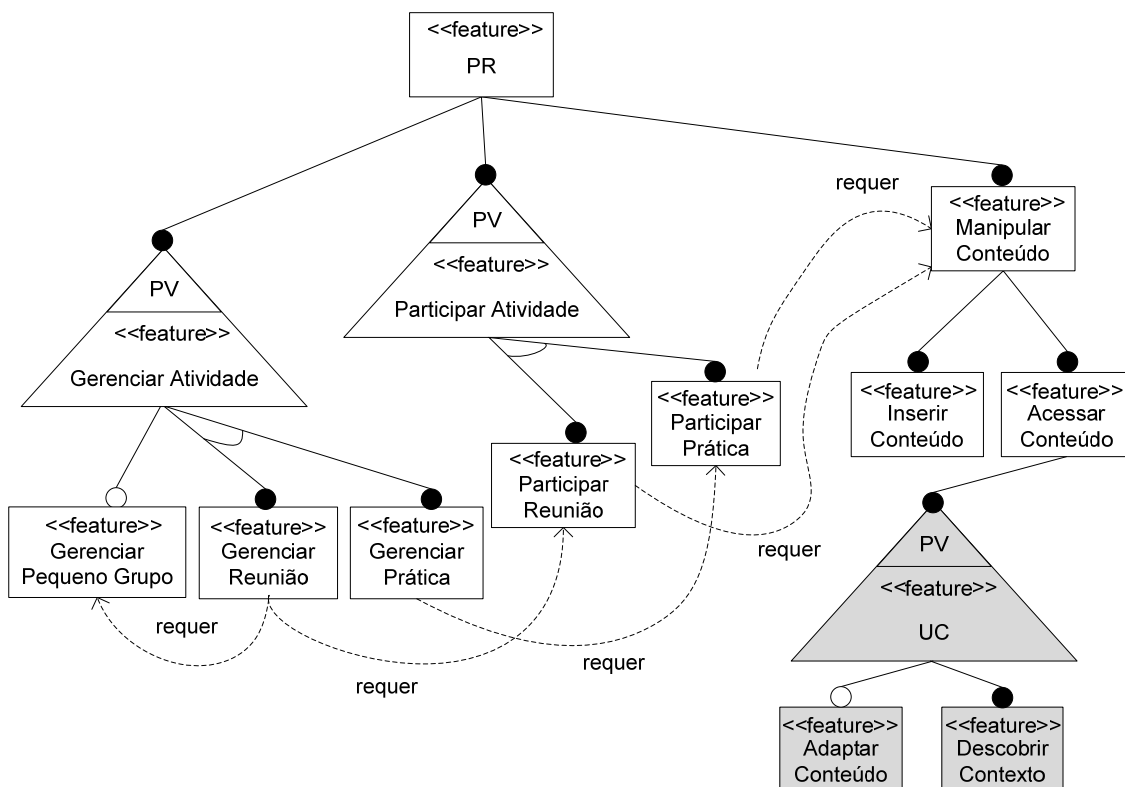 <<feature>>
PR
requer
PV
<<feature>>
Participar Atividade
<<feature>>
Manipular
Conteúdo
PV
<<feature>>
Gerenciar Atividade
<<feature>>
Participar
Prática
<<feature>>
Inserir
Conteúdo
<<feature>>
Acessar
Conteúdo
<<feature>>
Participar
Reunião
<<feature>>
Gerenciar
Pequeno Grupo
<<feature>>
Gerenciar
Reunião
<<feature>>
Gerenciar
Prática
requer
PV
<<feature>>
UC
requer
requer
requer
<<feature>>
Adaptar
Conteúdo
<<feature>>
Descobrir
Contexto